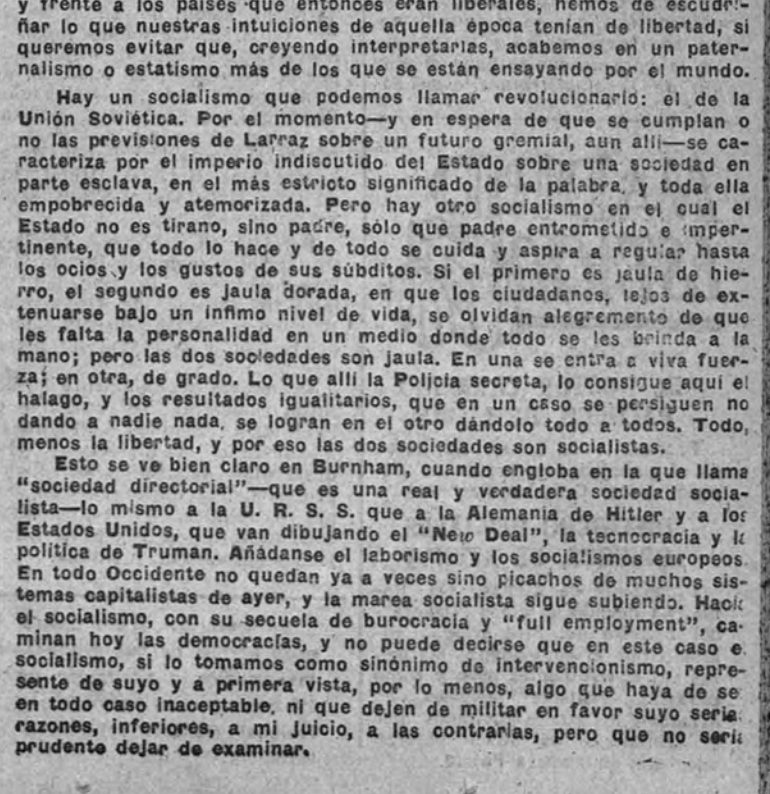 y frente a los países que entonces eran liberales, hemos de escudri-
ñar lo que nuestras intuiciones de aquella época tenían de libertad, si
queremos evitar que, creyendo interpretarlas, acabemos en un pater-
nalismo o estatismo más de los que se están ensayando por el mundo.
Hay un socialismo que podemos llamar revolucionario: el de la
Unión Soviética. Por el momento—y en espera de que se cumplan o
no las previsiones de Larraz sobre un futuro gremial, aun allí—se ca-
racteriza por el imperio indiscutido del Estado sobre una sociedad en
parte esclava, en el más estricto significado de la palabra, y toda ella
empobrecida y atemorizada. Pero hay otro socialismo en el cual el
Estado no es tirano, sino padre, sólo que padre entrometido e imper-
tinente, que todo lo hace y de todo se cuida y aspira a regular hasta
los ocios y los gustos de sus súbditos. Si el primero es jaula de hie-
rro, el segundo es jaula dorada, en que los ciudadanos, lejos de ex-
tenuarse bajo un ínfimo nivel de vida, se olvidan alegremente de que
les falta la personalidad en un medio donde todo se les brinda a la
mano; pero las dos sociedades son jaula. En una se entra a viva fuer-
za; en otra, de grado. Lo que allí la Policía secreta, lo consigue aquí el
halago, y los resultados igualitarios, que en un caso se persiguen no
dando a nadie nada, se logran en el otro dándolo todo a todos. Todo,
menos la libertad, y por eso las dos sociedades son socialistas.
Esto se ve bien claro en Burnham, cuando engloba en la que llama
“sociedad directorial”—que es una real y verdadera sociedad socia-
lista—lo mismo a la U. R. S. S. que a la Alemania de Hitler y a los
Estados Unidos, que van dibujando el “New Deal”, la tecnocracia y la
política de Truman. Añádanse el laborismo y los socialismos europeos.
En todo Occidente no quedan ya a veces sino picachos de muchos sis-
temas capitalistas de ayer, y la marea socialista sigue subiendo. Hacia
el socialismo, con su secuela de burocracia y “full employment”, ca-
minan hoy las democracias, y no puede decirse que en este caso e
socialismo, si lo tomamos como sinónimo de intervencionismo, repre-
sente de suyo y a primera vista, por lo menos, algo que haya de se
en todo caso inaceptable, ni que dejen de militar en favor suyo seria
razones, inferiores, a mi juicio, a las contrarias, pero que no sería
prudente dejar de examinar.